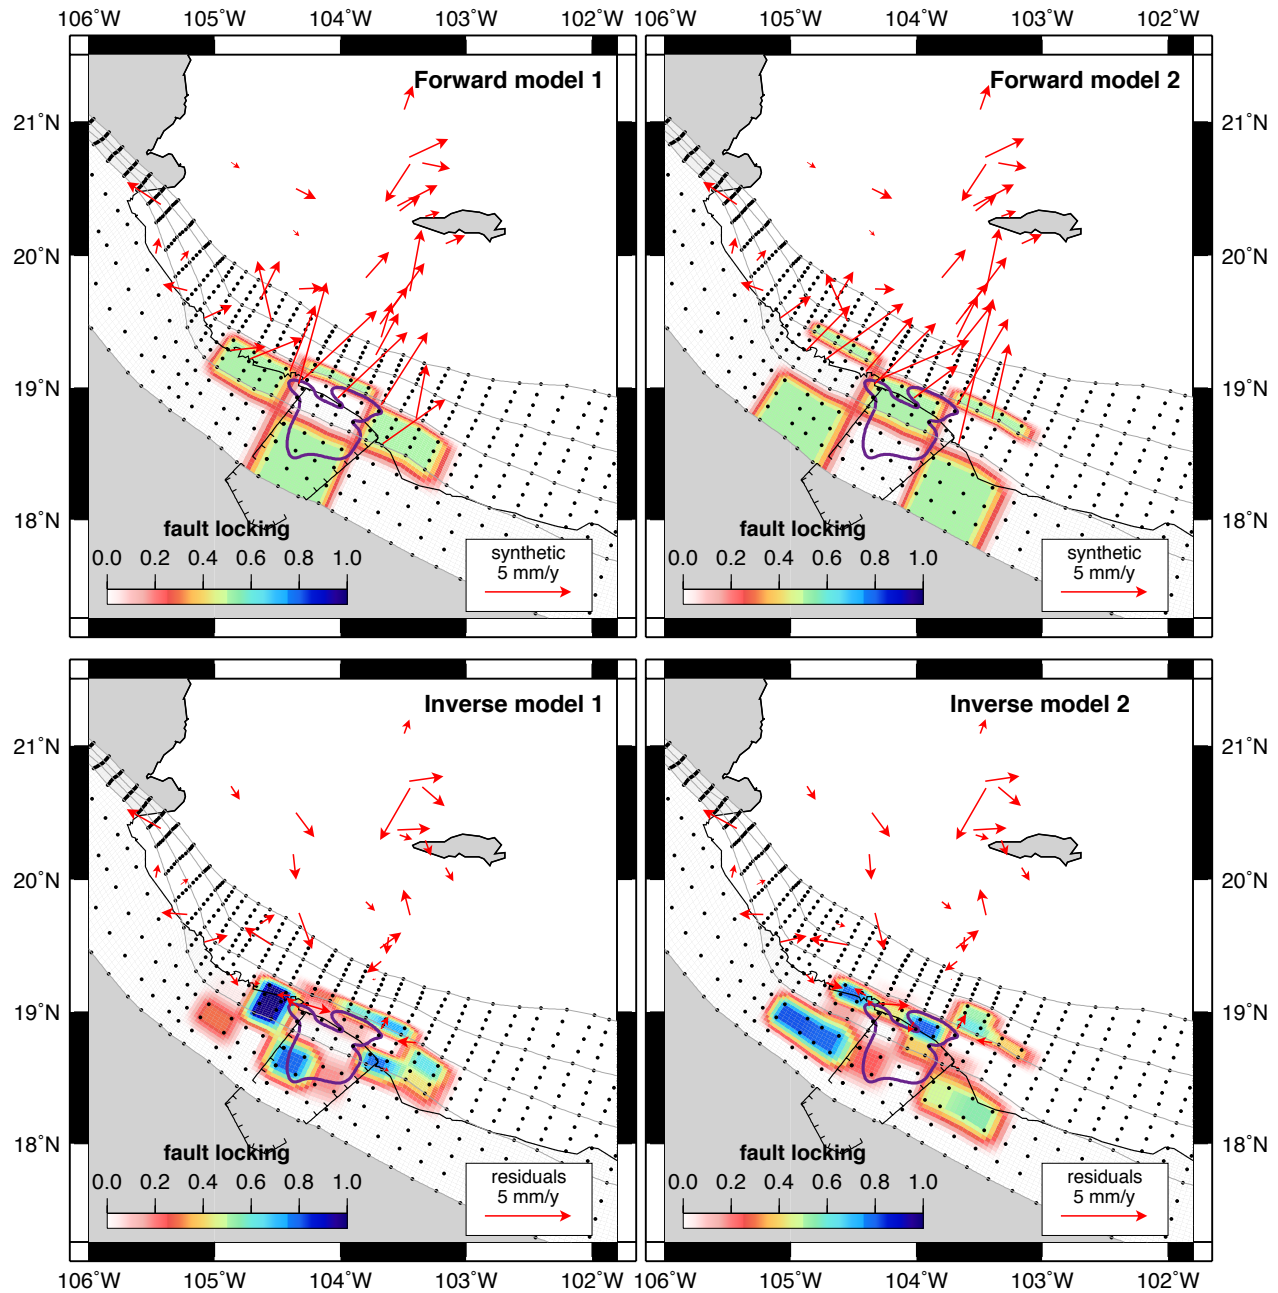 106°W 105°W 104°W 103°W 102°W 106°W 105°W 104°W 103°W 102°W
Forward model 1
Forward model 2
21°N 21°N
20°N 20°N
19°N 19°N
18°N 18°N
fault locking
0.0 0.2 0.4 0.6 0.8 1.0
synthetic
5 mm/y
fault locking
0.0 0.2 0.4 0.6 0.8 1.0
synthetic
5 mm/y
Inverse model 1
Inverse model 2
21°N 21°N
20°N 20°N
19°N 19°N
18°N 18°N
fault locking
0.0 0.2 0.4 0.6 0.8 1.0
residuals
5 mm/y
fault locking
0.0 0.2 0.4 0.6 0.8 1.0
residuals
5 mm/y
106°W 105°W 104°W 103°W 102°W 106°W 105°W 104°W 103°W 102°W